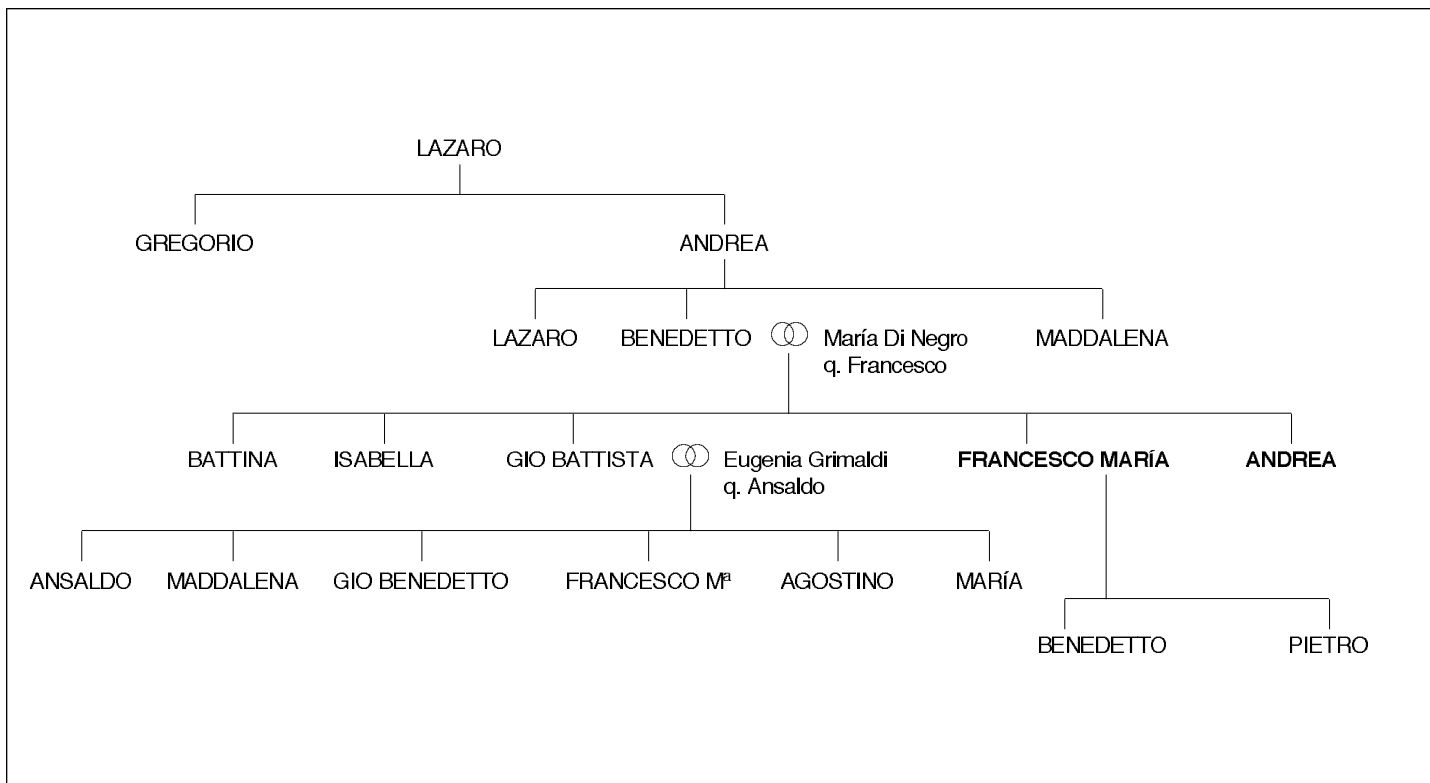 LAZARO
GREGORIO
ANDREA
LAZARO
BENEDETTO
María Di Negro
q. Francesco
MADDALENA
BATTINA
ISABELLA
GIO BATTISTA
Eugenia Grimaldi
q. Ansaldo
FRANCESCO MARÍA
ANDREA
ANSALDO
MADDALENA
GIO BENEDETTO
FRANCESCO Mª
AGOSTINO
MARÍA
BENEDETTO
PIETRO